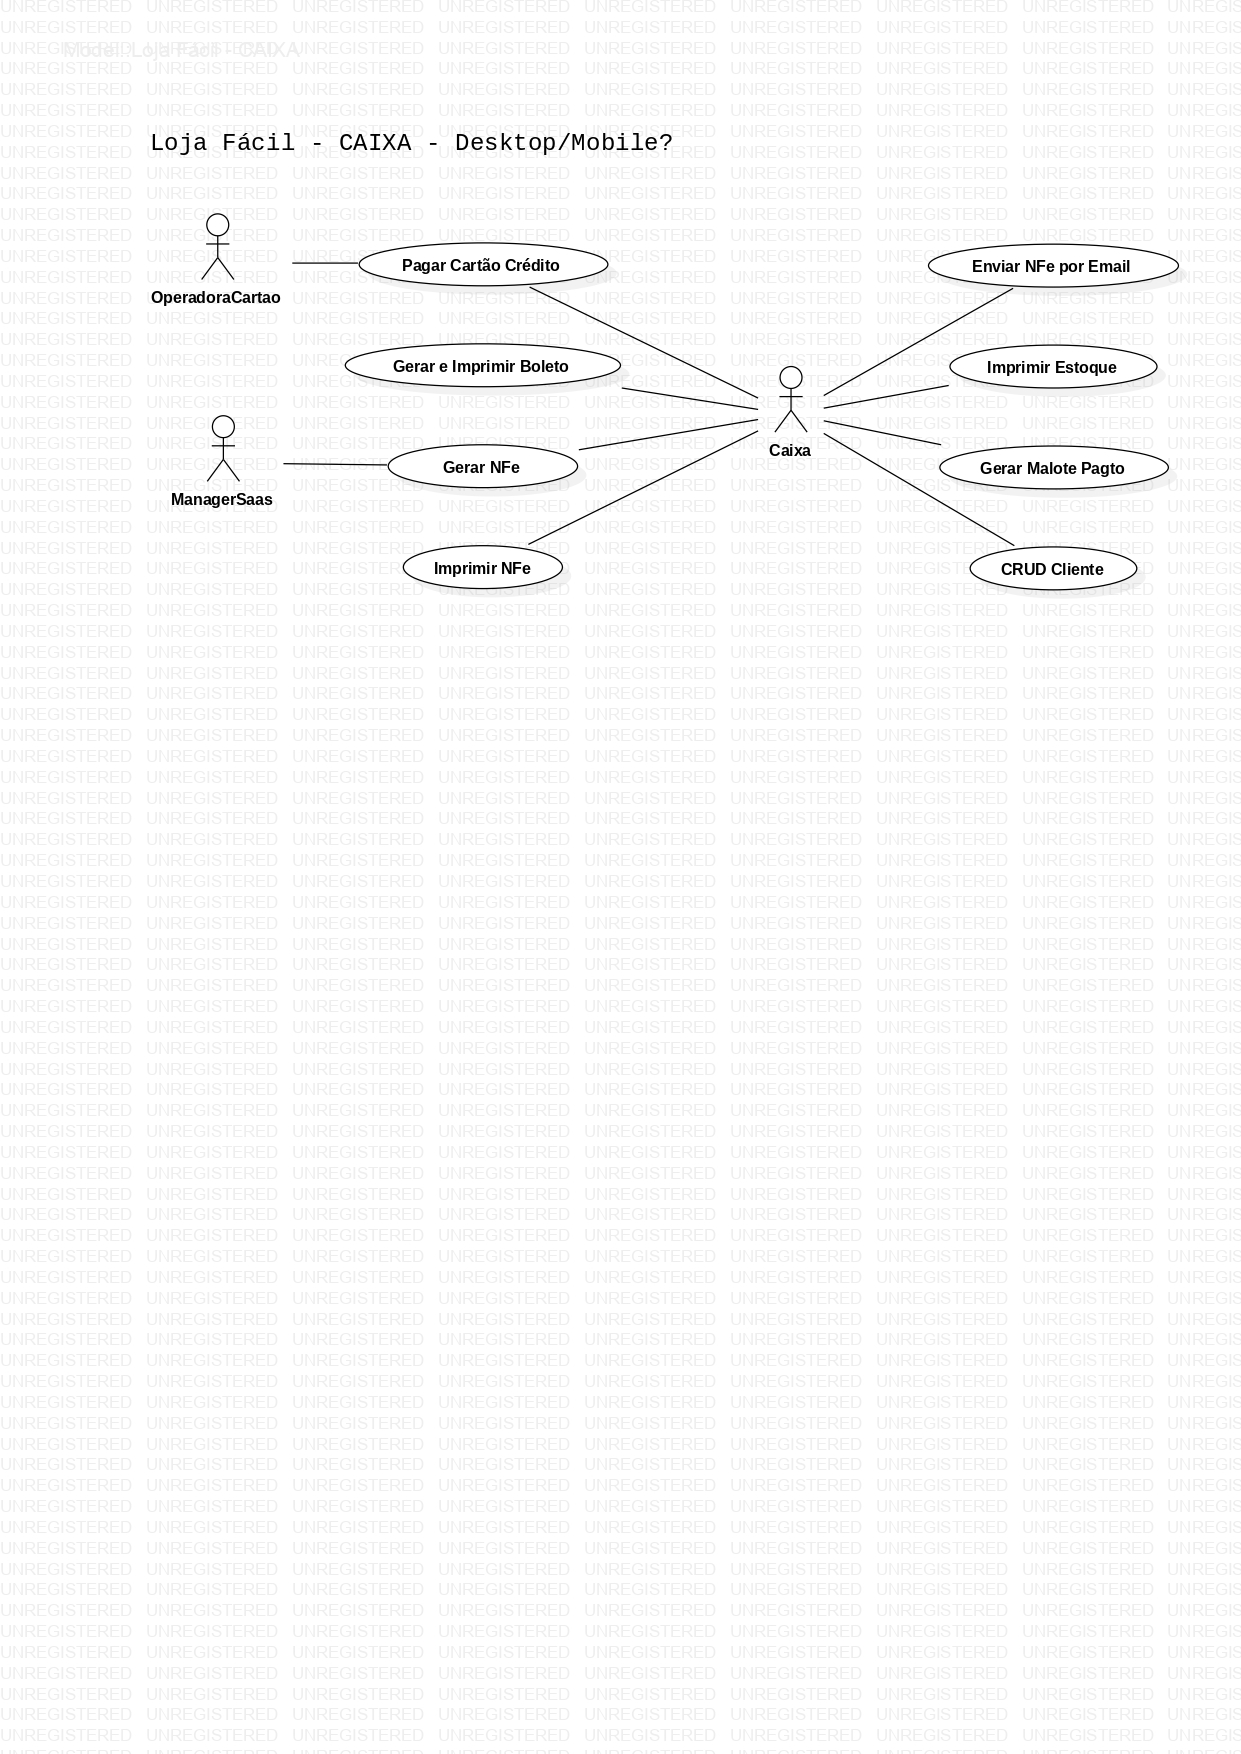 Model: Loja Fácil - CAIXA
Loja Fácil - CAIXA - Desktop/Mobile?
OperadoraCartao
Pagar Cartão Crédito
Enviar NFe por Email
Gerar e Imprimir Boleto
Imprimir Estoque
Caixa
ManagerSaas
Gerar NFe
Gerar Malote Pagto
Imprimir NFe
CRUD Cliente
UNREGISTERED